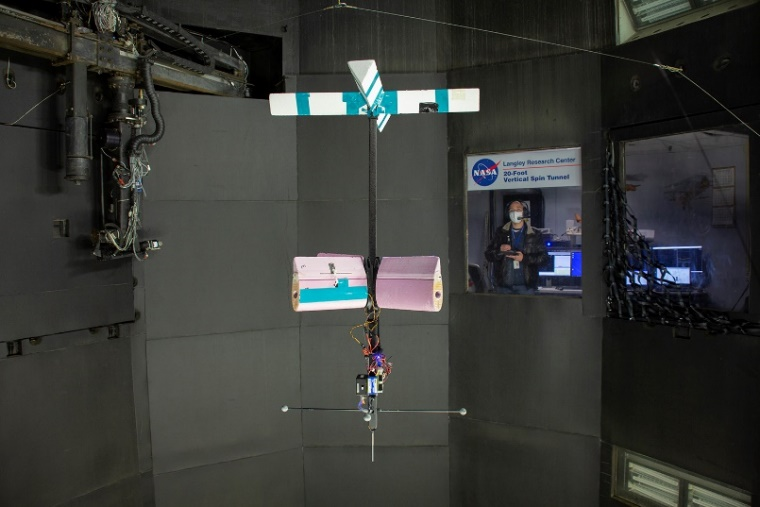 NASA
Langley Research Center
20-Foot
Vertical Spin Tunnel